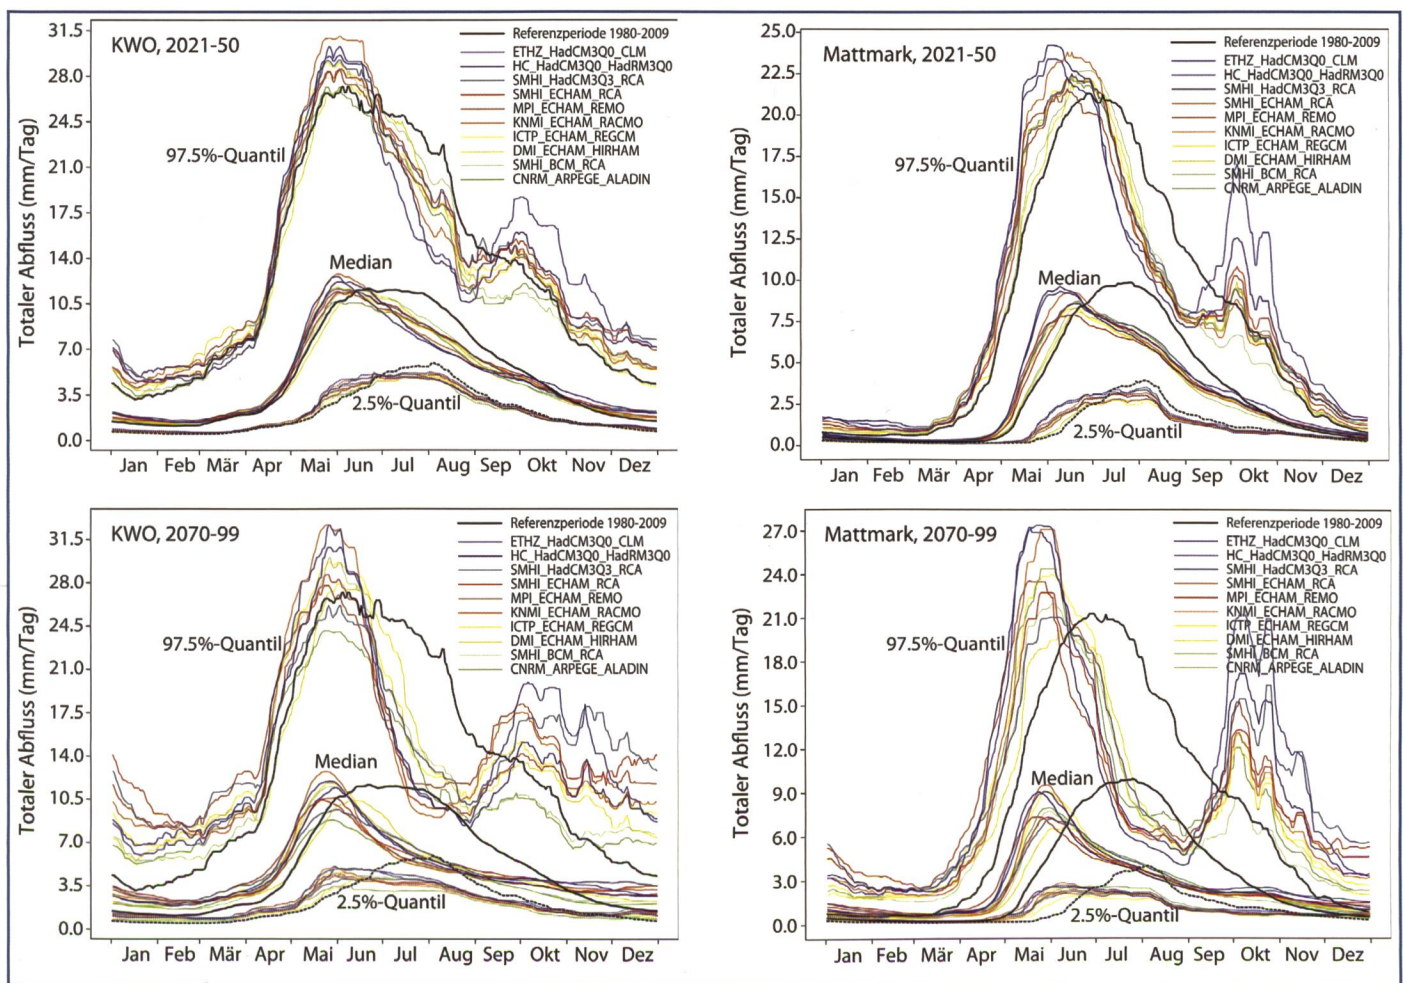 KWO, 2021-50
Totaler Abfluss (mm/Tag)
31.5
28.0
24.5
21.0
17.5
14.0
10.5
7.0
3.5
0.0
Referenzperiode 1980-2009
ETHZ_HadCM3Q0_CLM
HC_HadCM3Q0_HadRM3Q0
SMHI_HadCM3Q3_RCA
SMHI_ECHAM_RCA
MPI_ECHAM_REMO
KNMI_ECHAM_RACMO
ICTP_ECHAM_REGCM
DMI_ECHAM_HIRHAM
SMHI_BCM_RCA
CNRM_ARPEGE_ALADIN
97.5%-Quantil
Median
2.5%-Quantil
Jan Feb Mär Apr Mai Jun Jul Aug Sep Okt Nov Dez
Mattmark, 2021-50
Totaler Abfluss (mm/Tag)
25.0
22.5
20.0
17.5
15.0
12.5
10.0
7.5
5.0
2.5
0.0
Referenzperiode 1980-2009
ETHZ_HadCM3Q0_CLM
HC_HadCM3Q0_HadRM3Q0
SMHI_HadCM3Q3_RCA
SMHI_ECHAM_RCA
MPI_ECHAM_REMO
KNMI_ECHAM_RACMO
ICTP_ECHAM_REGCM
DMI_ECHAM_HIRHAM
SMHI_BCM_RCA
CNRM_ARPEGE_ALADIN
97.5%-Quantil
Median
2.5%-Quantil
Jan Feb Mär Apr Mai Jun Jul Aug Sep Okt Nov Dez
KWO, 2070-99
Totaler Abfluss (mm/Tag)
31.5
28.0
24.5
21.0
17.5
14.0
10.5
7.0
3.5
0.0
Referenzperiode 1980-2009
ETHZ_HadCM3Q0_CLM
HC_HadCM3Q0_HadRM3Q0
SMHI_HadCM3Q3_RCA
SMHI_ECHAM_RCA
MPI_ECHAM_REMO
KNMI_ECHAM_RACMO
ICTP_ECHAM_REGCM
DMI_ECHAM_HIRHAM
SMHI_BCM_RCA
CNRM_ARPEGE_ALADIN
97.5%-Quantil
Median
2.5%-Quantil
Jan Feb Mär Apr Mai Jun Jul Aug Sep Okt Nov Dez
Mattmark, 2070-99
Totaler Abfluss (mm/Tag)
27.0
24.0
21.0
18.0
15.0
12.0
9.0
6.0
3.0
0.0
Referenzperiode 1980-2009
ETHZ_HadCM3Q0_CLM
HC_HadCM3Q0_HadRM3Q0
SMHI_HadCM3Q3_RCA
SMHI_ECHAM_RCA
MPI_ECHAM_REMO
KNMI_ECHAM_RACMO
ICTP_ECHAM_REGCM
DMI_ECHAM_HIRHAM
SMHI_BCM_RCA
CNRM_ARPEGE_ALADIN
97.5%-Quantil
Median
2.5%-Quantil
Jan Feb Mär Apr Mai Jun Jul Aug Sep Okt Nov Dez